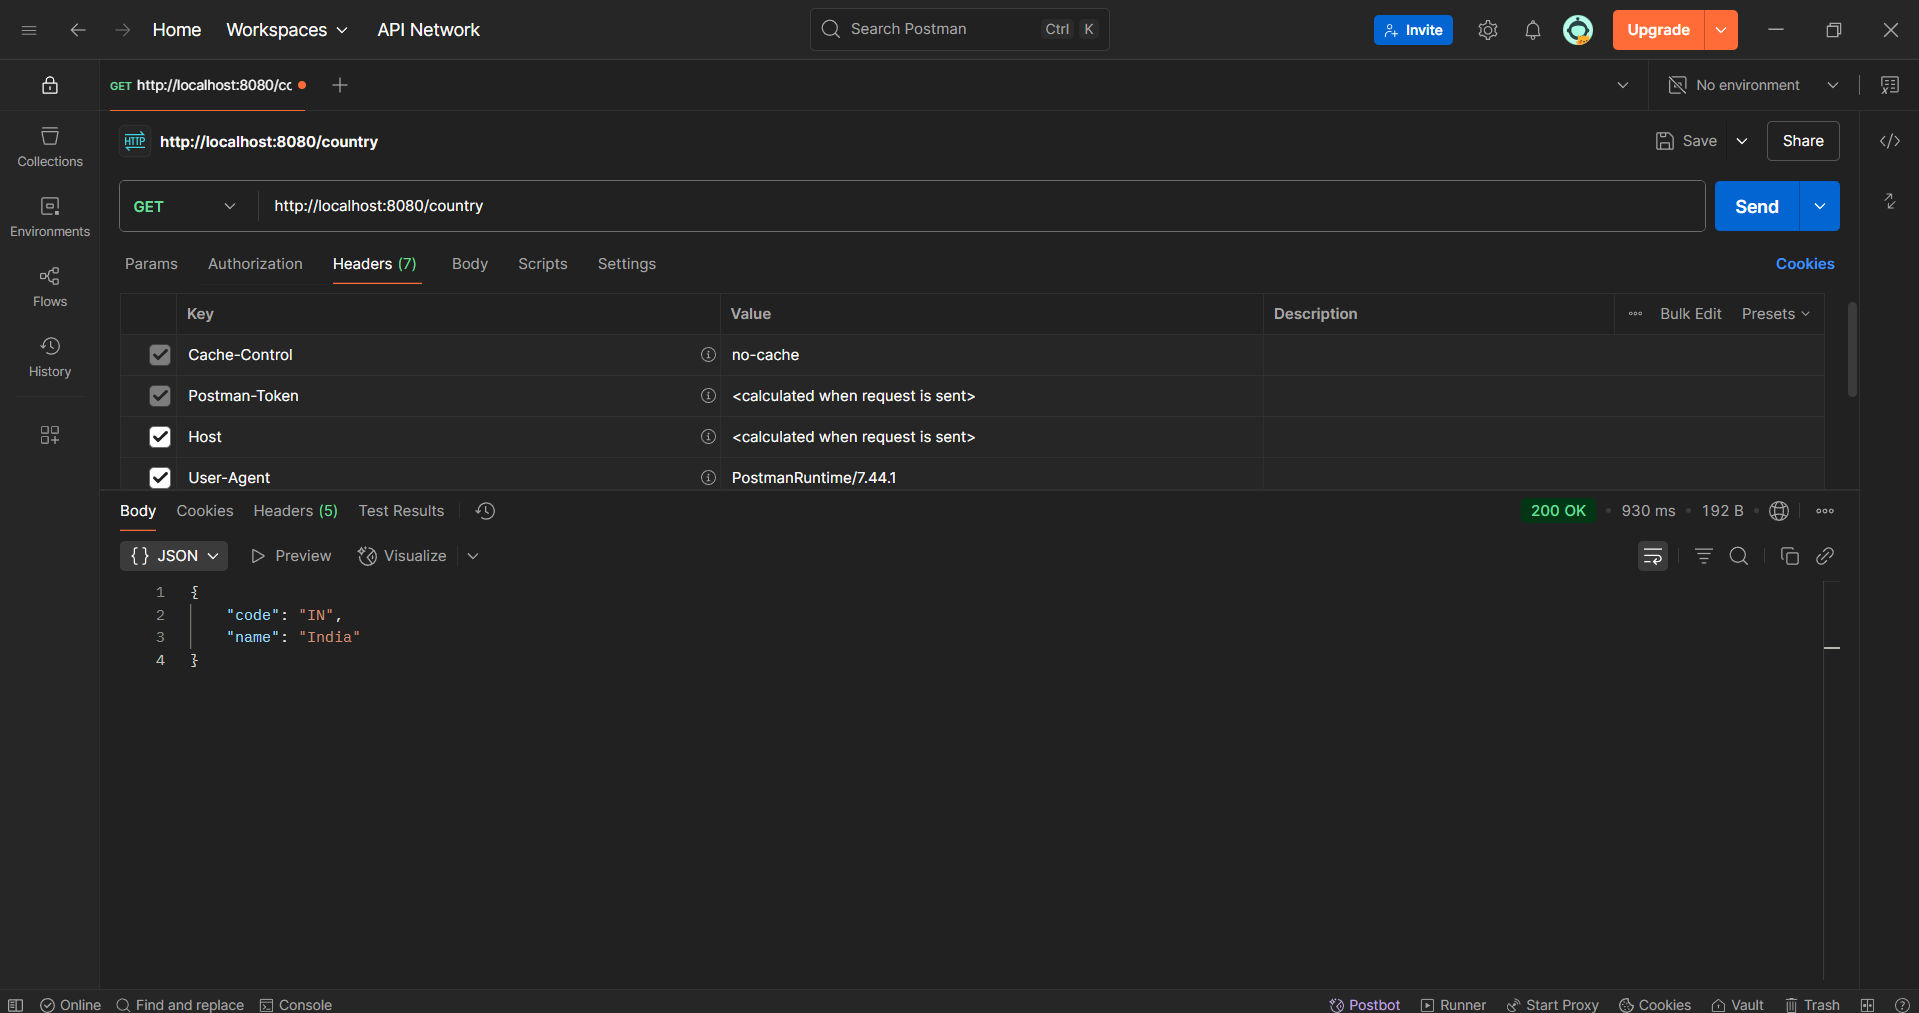 Home Workspaces API Network Search Postman Ctrl K Invite Upgrade
GET http://localhost:8080/cc No environment
HTTP http://localhost:8080/country Save Share
Collections
GET http://localhost:8080/country Send
Environments
Params Authorization Headers (7) Body Scripts Settings Cookies
Flows
Key Value Description Bulk Edit Presets
Cache-Control no-cache
History
Postman-Token <calculated when request is sent>
Host <calculated when request is sent>
User-Agent PostmanRuntime/7.44.1
Body Cookies Headers (5) Test Results 200 OK 930 ms 192 B
{} JSON Preview Visualize
1 {
2 "code": "IN",
3 "name": "India"
4 }
Online Find and replace Console Postbot Runner Start Proxy Cookies Vault Trash